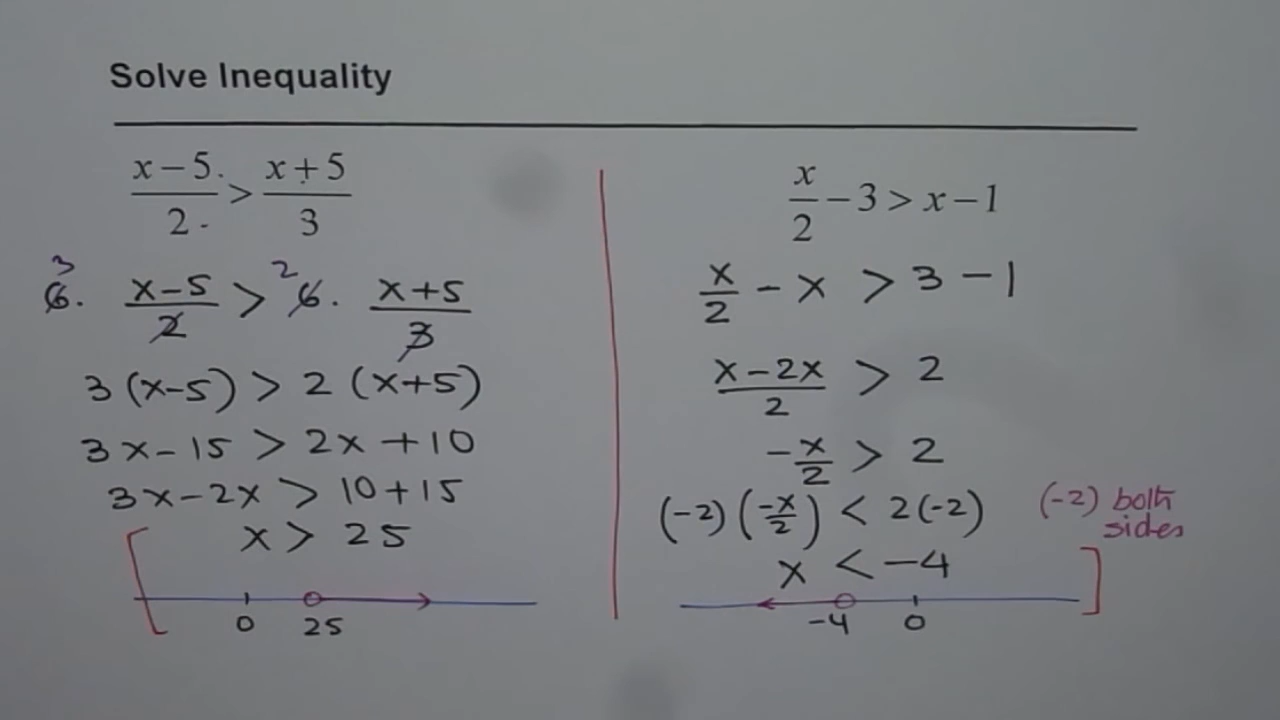 Solve Inequality
(x−5)/2 > (x+5)/3
3 6. (x−5)/2 > 2 6. (x+5)/3
3(x−5) > 2(x+5)
3x−15 > 2x+10
3x−2x > 10+15
x > 25
0 25
x/2 −3 > x−1
x/2 − x > 3 − 1
(x−2x)/2 > 2
−x/2 > 2
(−2)(−x/2) < 2(−2) (−2) both
sides
x < −4
−4 0